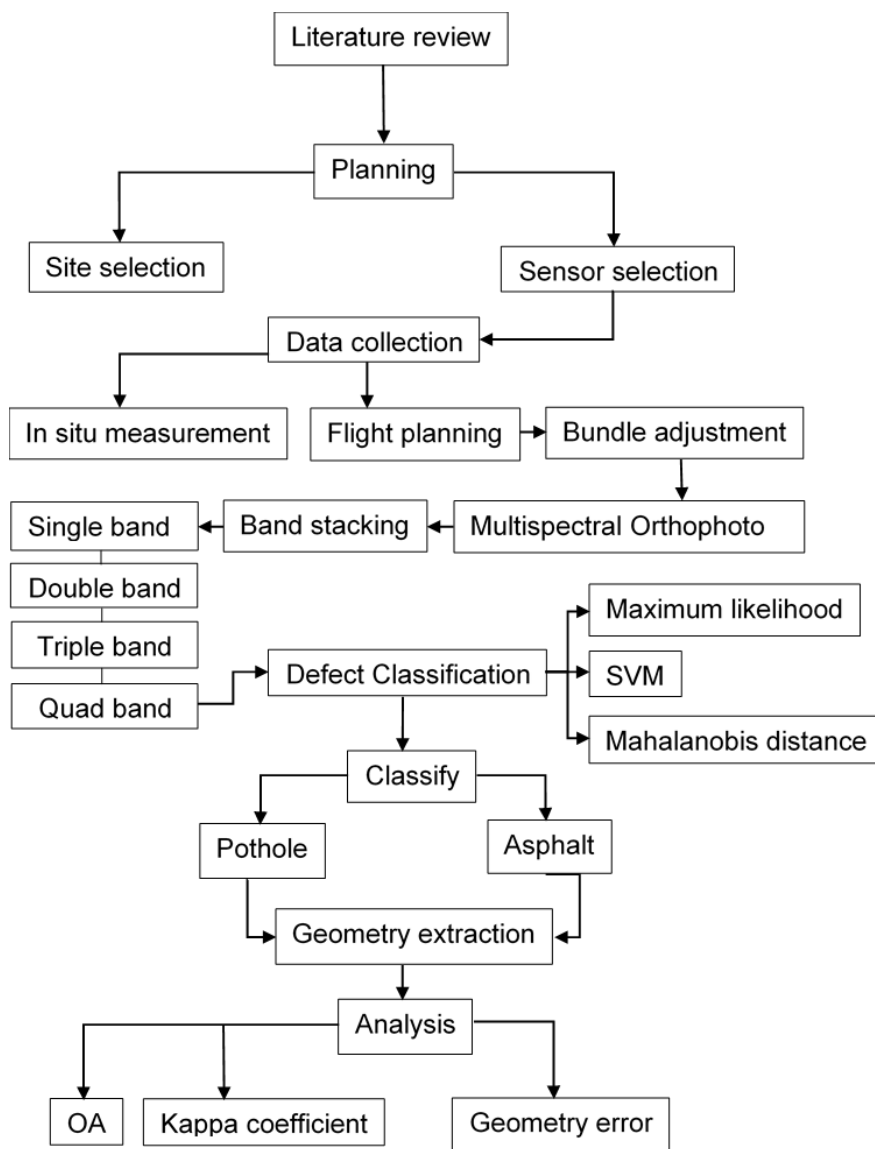 Literature review
Planning
Site selection
Sensor selection
Data collection
In situ measurement
Flight planning
Bundle adjustment
Single band
Band stacking
Multispectral Orthophoto
Double band
Maximum likelihood
Triple band
Defect Classification
SVM
Quad band
Mahalanobis distance
Classify
Pothole
Asphalt
Geometry extraction
Analysis
OA
Kappa coefficient
Geometry error